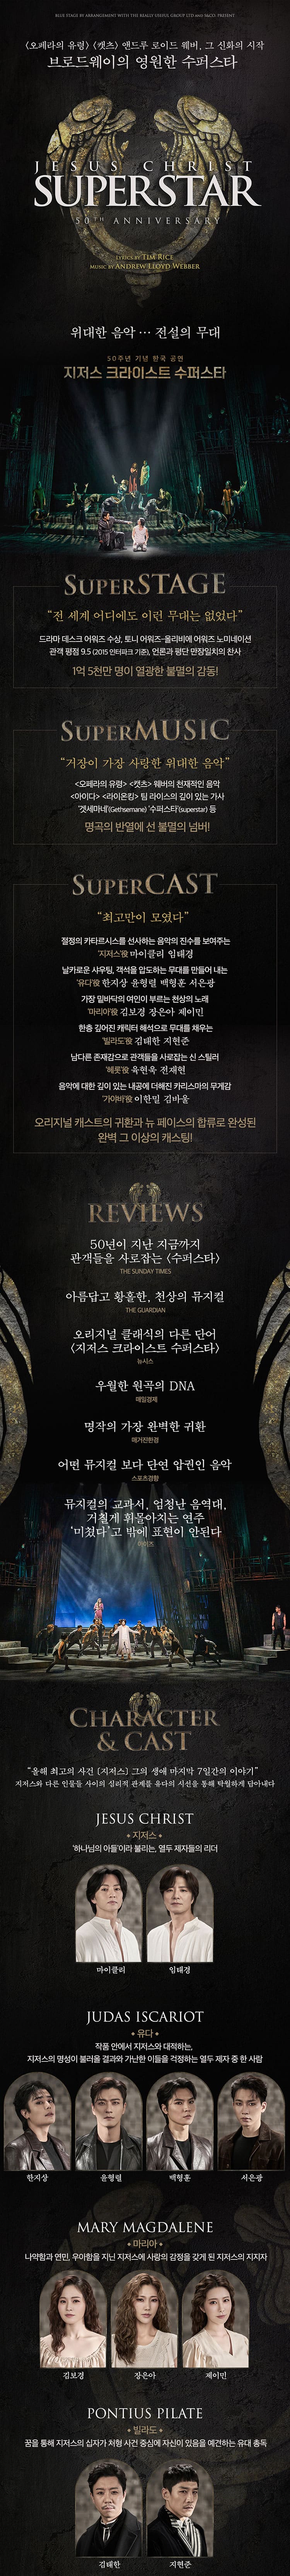 BLUE STAGE BY ARRANGEMENT WITH THE REALLY USEFUL GROUP LTD AND M&CO. PRESENT
〈오페라의 유령〉 〈캣츠〉 앤드루 로이드 웨버, 그 신화의 시작
브로드웨이의 영원한 수퍼스타
JESUS CHRIST
SUPERSTAR
50TH ANNIVERSARY
LYRICS BY TIM RICE
MUSIC BY ANDREW LLOYD WEBBER
위대한 음악 … 전설의 무대
50주년 기념 한국 공연
지저스 크라이스트 수퍼스타
SUPERSTAGE
“전 세계 어디에도 이런 무대는 없었다”
드라마 데스크 어워즈 수상, 토니 어워즈-올리비에 어워즈 노미네이션
관객 평점 9.5 (2015 인터파크 기준), 언론과 평단 만장일치의 찬사
1억 5천만 명이 열광한 불멸의 감동!
SUPERMUSIC
“거장이 가장 사랑한 위대한 음악”
<오페라의 유령> <캣츠> 웨버의 천재적인 음악
<아이다> <라이온킹> 팀 라이스의 깊이 있는 가사
'겟세마네'(Gethsemane) '수퍼스타'(superstar) 등
명곡의 반열에 선 불멸의 넘버!
SUPERCAST
“최고만이 모였다”
절정의 카타르시스를 선사하는 음악의 진수를 보여주는
'지저스'役 마이클리 임태경
날카로운 샤우팅, 객석을 압도하는 무대를 만들어 내는
'유다'役 한지상 윤형렬 백형훈 서은광
가장 밑바닥의 여인이 부르는 천상의 노래
'마리아'役 김보경 장은아 제이민
한층 깊어진 캐릭터 해석으로 무대를 채우는
'빌라도'役 김태한 지현준
남다른 존재감으로 관객들을 사로잡는 신 스틸러
'헤롯'役 육현욱 전재현
음악에 대한 깊이 있는 내공에 더해진 카리스마의 무게감
'가야바'役 이한밀 김바울
오리지널 캐스트의 귀환과 뉴 페이스의 합류로 완성된
완벽 그 이상의 캐스팅!
REVIEWS
50년이 지난 지금까지
관객들을 사로잡는 〈수퍼스타〉
THE SUNDAY TIMES
아름답고 황홀한, 천상의 뮤지컬
THE GUARDIAN
오리지널 클래식의 다른 단어
〈지저스 크라이스트 수퍼스타〉
뉴시스
우월한 원곡의 DNA
매일경제
명작의 가장 완벽한 귀환
매거진한경
어떤 뮤지컬 보다 단연 압권인 음악
스포츠경향
뮤지컬의 교과서, 엄청난 음역대,
거칠게 휘몰아치는 연주
'미쳤다'고 밖에 표현이 안된다
아이즈
CHARACTER
& CAST
“올해 최고의 사건 [지저스] 그의 생애 마지막 7일간의 이야기”
지저스와 다른 인물들 사이의 심리적 관계를 유다의 시선을 통해 탁월하게 담아내다
JESUS CHRIST
• 지저스 •
'하나님의 아들'이라 불리는, 열두 제자들의 리더
마이클리 임태경
JUDAS ISCARIOT
• 유다 •
작품 안에서 지저스와 대적하는,
지저스의 명성이 불러올 결과와 가난한 이들을 걱정하는 열두 제자 중 한 사람
한지상 윤형렬 백형훈 서은광
MARY MAGDALENE
• 마리아 •
나약함과 연민, 우아함을 지닌 지저스에 사랑의 감정을 갖게 된 지저스의 지지자
김보경 장은아 제이민
PONTIUS PILATE
• 빌라도 •
꿈을 통해 지저스의 십자가 처형 사건 중심에 자신이 있음을 예견하는 유대 총독
김태한 지현준